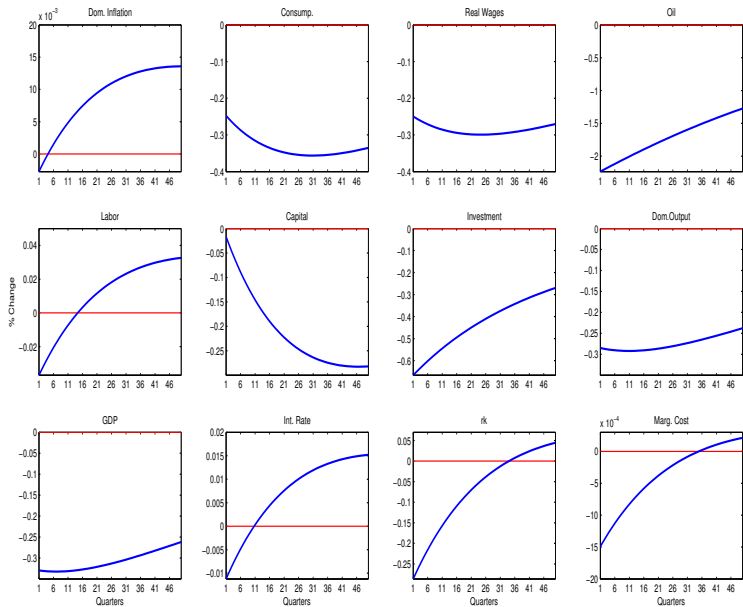 Dom. Inflation Consump. Real Wages Oil
x 10⁻³
20 0 0 0
15 −0.1 −0.1 −0.5
10 −0.2 −0.2 −1
5 −0.3 −0.3 −1.5
0 −0.4 −0.4 −2
1 6 11 16 21 26 31 36 41 46 1 6 11 16 21 26 31 36 41 46 1 6 11 16 21 26 31 36 41 46 1 6 11 16 21 26 31 36 41 46
Labor Capital Investment Dom.Output
% Change
0.04 0 0 0
0.02 −0.05 −0.1 −0.05
0 −0.1 −0.2 −0.1
−0.02 −0.15 −0.3 −0.15
−0.2 −0.4 −0.2
−0.25 −0.5 −0.25
−0.6 −0.3
1 6 11 16 21 26 31 36 41 46 1 6 11 16 21 26 31 36 41 46 1 6 11 16 21 26 31 36 41 46 1 6 11 16 21 26 31 36 41 46
GDP Int. Rate rk Marg. Cost
x 10⁻⁴
0 0.02 0.05 0
−0.05 0.015 0 −5
−0.1 0.01 −0.05 −10
−0.15 0.005 −0.1 −15
−0.2 0 −0.15 −20
−0.25 −0.005 −0.2
−0.3 −0.01 −0.25
1 6 11 16 21 26 31 36 41 46 1 6 11 16 21 26 31 36 41 46 1 6 11 16 21 26 31 36 41 46 1 6 11 16 21 26 31 36 41 46
Quarters Quarters Quarters Quarters